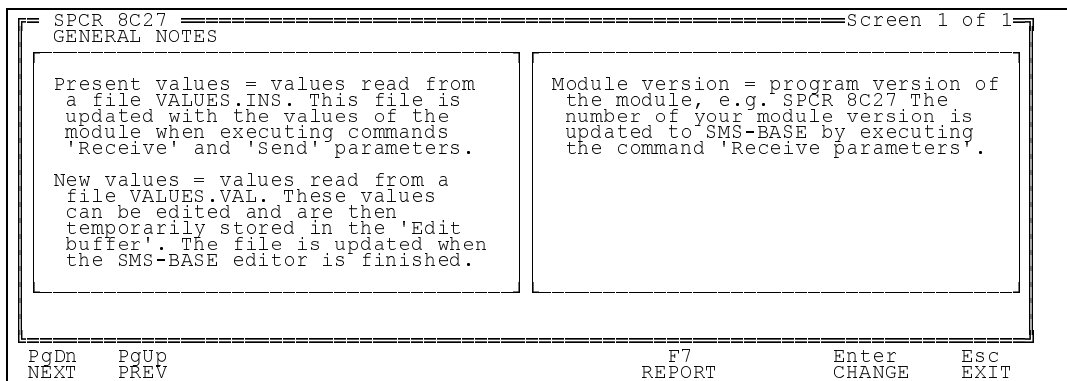 SPCR 8C27 Screen 1 of 1
GENERAL NOTES
Present values = values read from
a file VALUES.INS. This file is
updated with the values of the
module when executing commands
'Receive' and 'Send' parameters.
New values = values read from a
file VALUES.VAL. These values
can be edited and are then
temporarily stored in the 'Edit
buffer'. The file is updated when
the SMS-BASE editor is finished.
Module version = program version of
the module, e.g. SPCR 8C27 The
number of your module version is
updated to SMS-BASE by executing
the command 'Receive parameters'.
PgDn PgUp F7 Enter Esc
NEXT PREV REPORT CHANGE EXIT